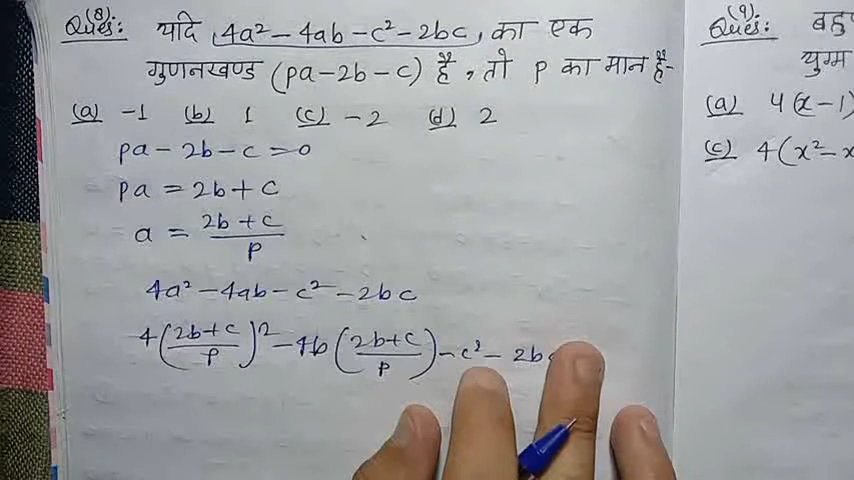 Ques:(8) यदि 4a² - 4ab - c² - 2bc, का एक
गुणनखण्ड (pa - 2b - c) है, तो p का मान है-
(a) -1 (b) 1 (c) -2 (d) 2
pa - 2b - c = 0
pa = 2b + c
a = (2b + c)/p
4a² - 4ab - c² - 2bc
4((2b+c)/p)² - 4b((2b+c)/p) - c² - 2b
Ques:(9)
युग्म
(a) 4(x-1)
(c) 4(x² - x